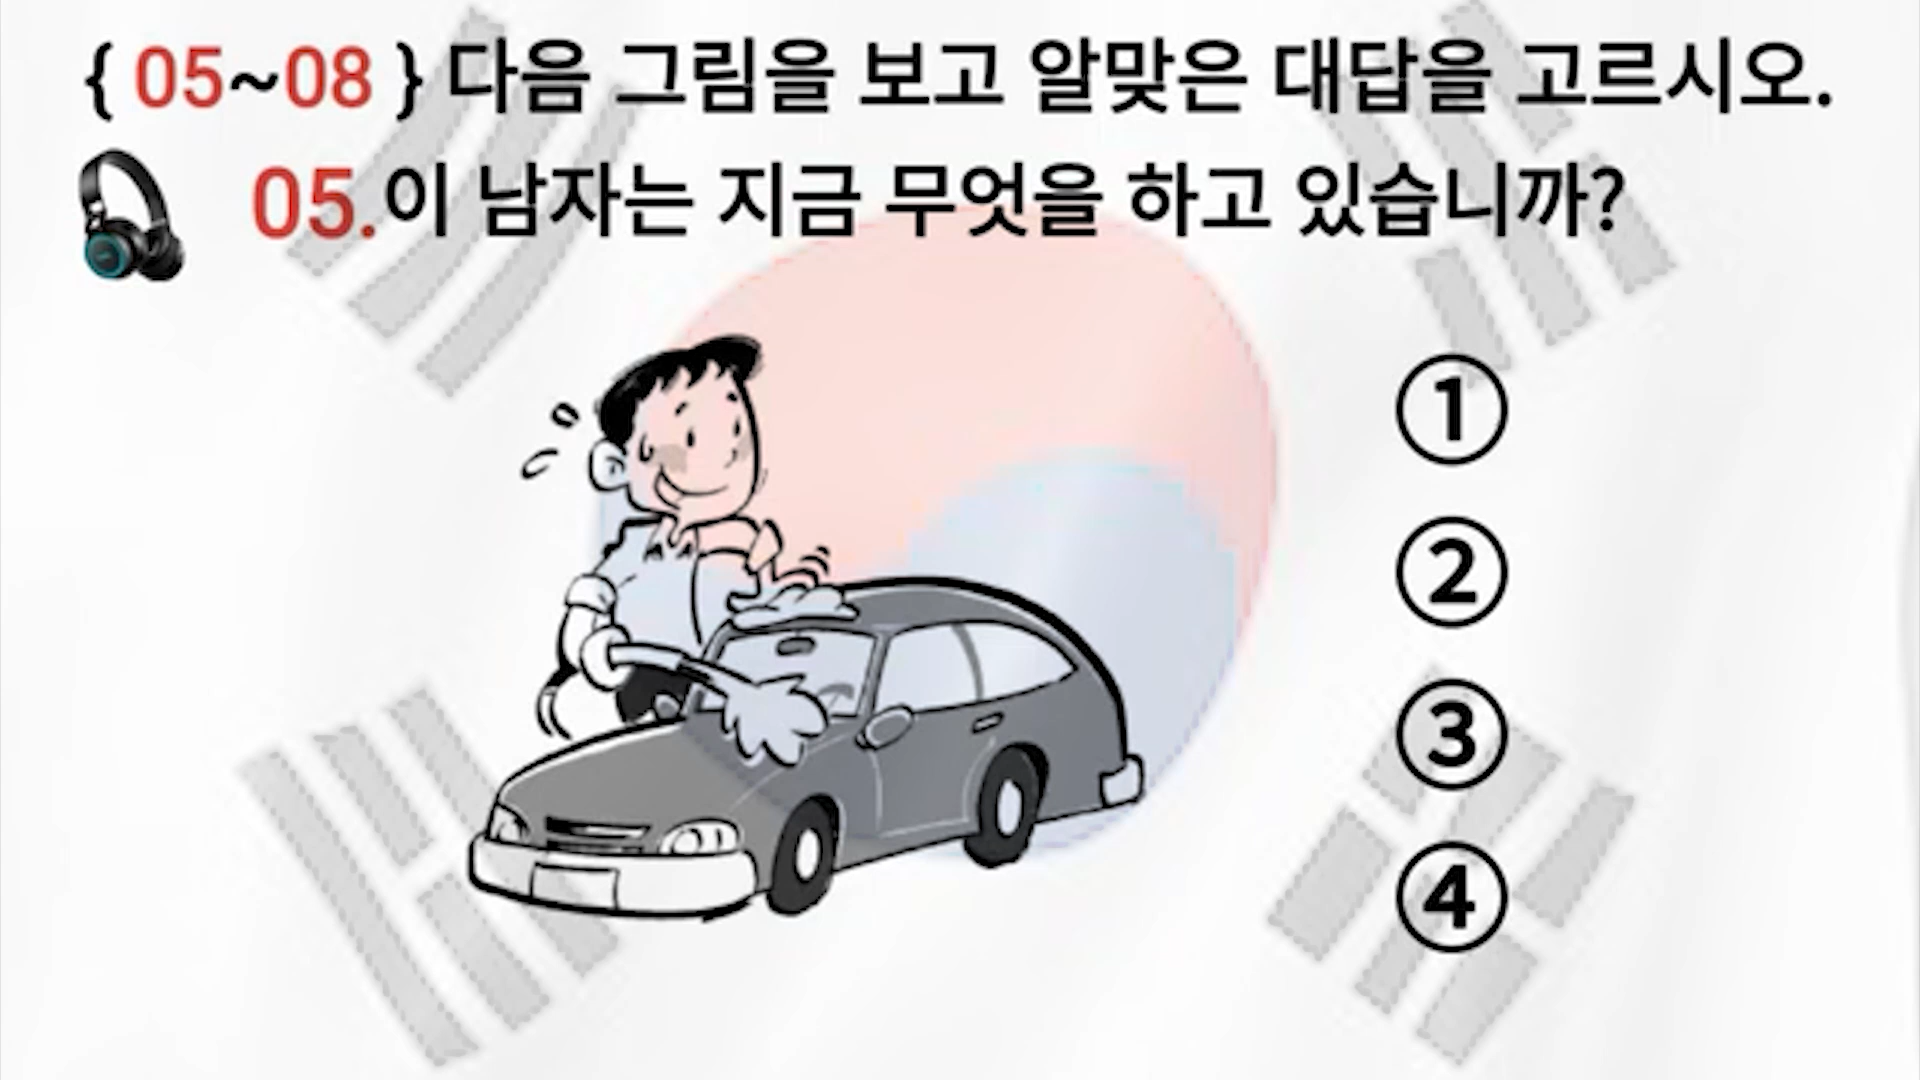 { 05~08 } 다음 그림을 보고 알맞은 대답을 고르시오.
05.이 남자는 지금 무엇을 하고 있습니까?
①
②
③
④